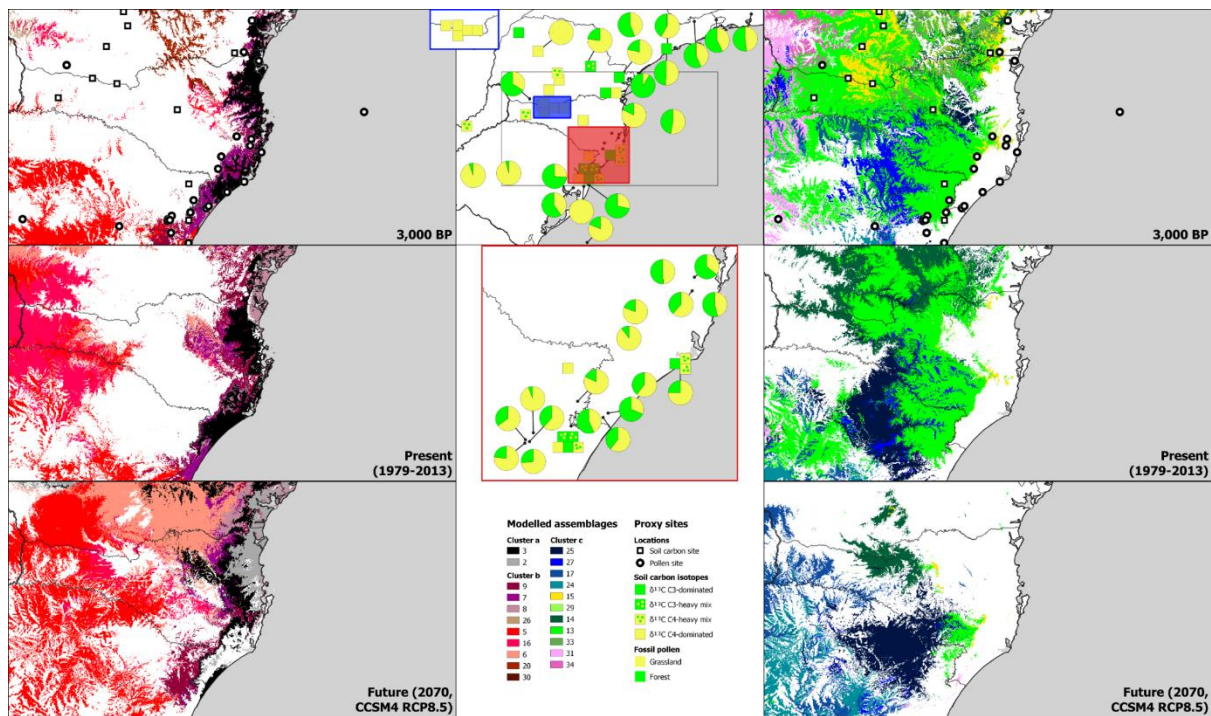 3,000 BP
3,000 BP
Present
(1979-2013)
Present
(1979-2013)
Modelled assemblages
Proxy sites
Cluster a
3
2
Cluster b
9
7
8
26
5
16
6
20
30
Cluster c
25
27
17
24
15
29
14
13
33
31
34
Locations
Soil carbon site
Pollen site
Soil carbon isotopes
δ¹³C C3-dominated
δ¹³C C3-heavy mix
δ¹³C C4-heavy mix
δ¹³C C4-dominated
Fossil pollen
Grassland
Forest
Future (2070,
CCSM4 RCP8.5)
Future (2070,
CCSM4 RCP8.5)